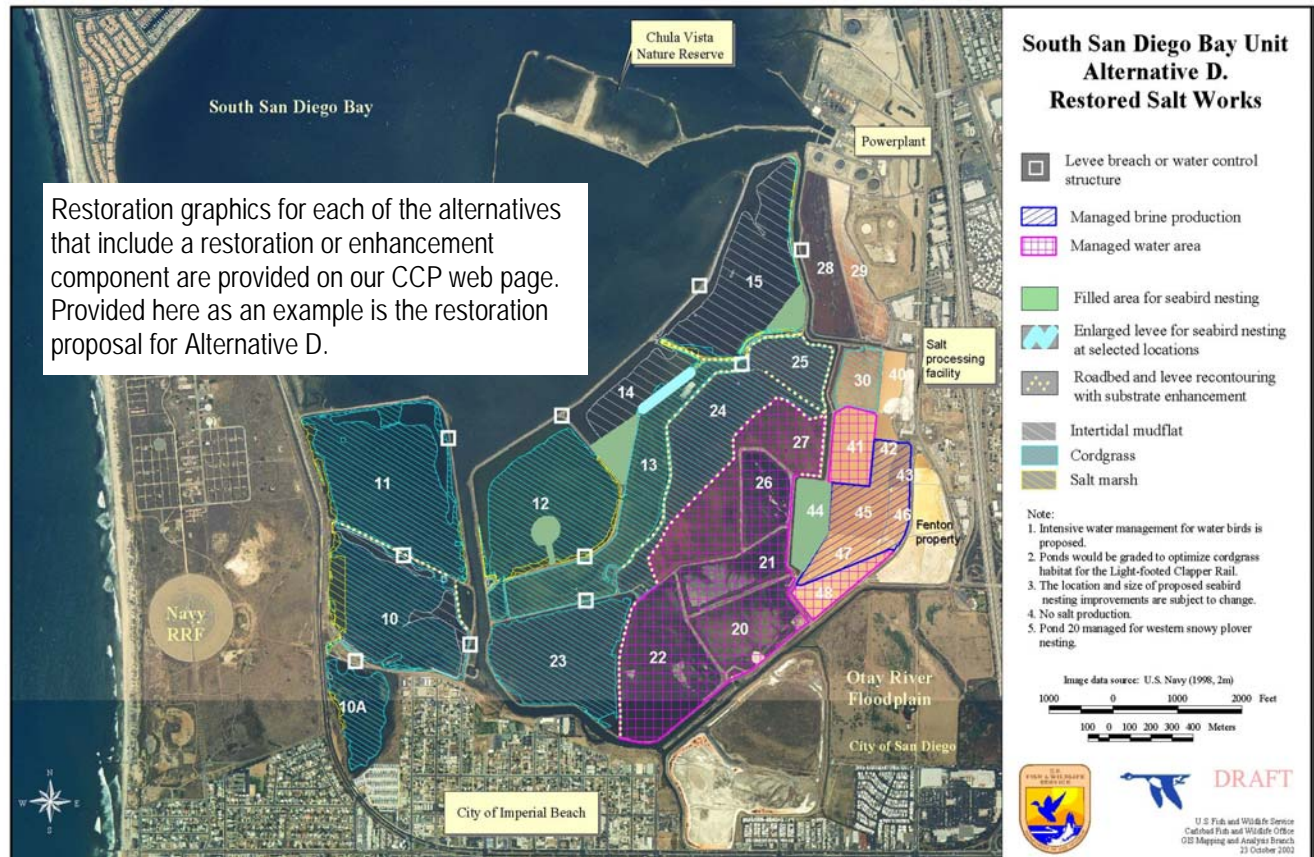 South San Diego Bay Unit
Alternative D.
Restored Salt Works
Levee breach or water control
structure
Managed brine production
Managed water area
Filled area for seabird nesting
Enlarged levee for seabird nesting
at selected locations
Roadbed and levee recontouring
with substrate enhancement
Intertidal mudflat
Cordgrass
Salt marsh
Note:
1. Intensive water management for water birds is
proposed.
2. Ponds would be graded to optimize cordgrass
habitat for the Light-footed Clapper Rail.
3. The location and size of proposed seabird
nesting improvements are subject to change.
4. No salt production.
5. Pond 20 managed for western snowy plover
nesting.
Image data source: U.S. Navy (1998, 2m)
1000 0 1000 2000 Feet
100 0 100 200 300 400 Meters
U.S.
FISH & WILDLIFE
SERVICE
DRAFT
U.S Fish and Wildlife Service
Carlsbad Fish and Wildlife Office
GIS Mapping and Analysis Branch
23 October 2002
Chula Vista
Nature Reserve
South San Diego Bay
Powerplant
Restoration graphics for each of the alternatives
that include a restoration or enhancement
component are provided on our CCP web page.
Provided here as an example is the restoration
proposal for Alternative D.
15
28
29
Salt
processing
facility
25
30
40
14
24
41
27
42
13
43
11
26
12
44
45
46
Fenton
property
21
47
48
10
20
Navy
RRF
23
22
10A
Otay River
Floodplain
City of San Diego
City of Imperial Beach
N
W E
S